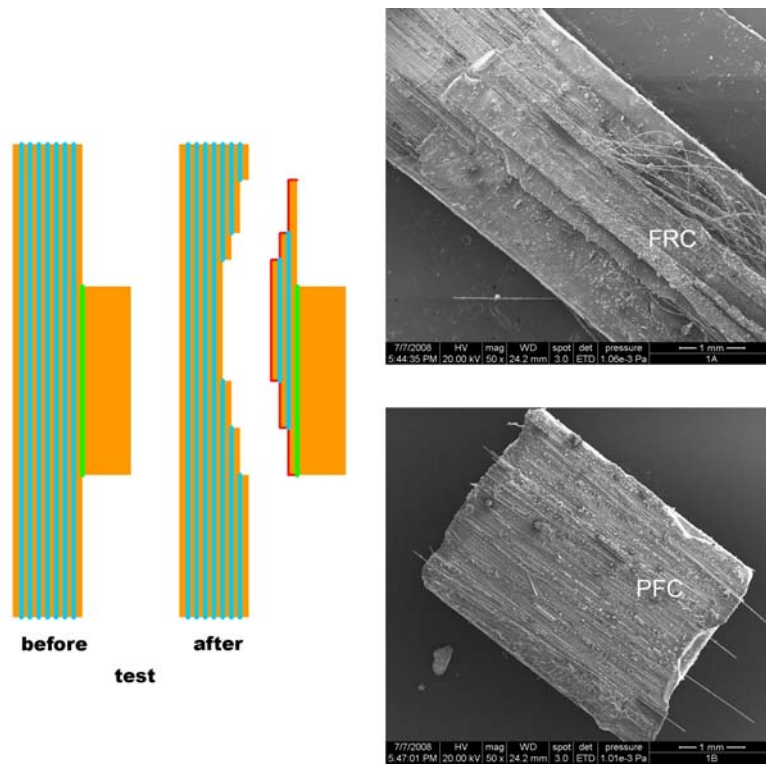 before
after
test
FRC
7/7/2008 HV mag WD spot det pressure 1 mm
5:44:35 PM 20.00 kV 50 x 24.2 mm 3.0 ETD 1.06e-3 Pa 1A
PFC
7/7/2008 HV mag WD spot det pressure 1 mm
5:47:01 PM 20.00 kV 50 x 24.2 mm 3.0 ETD 1.01e-3 Pa 1B